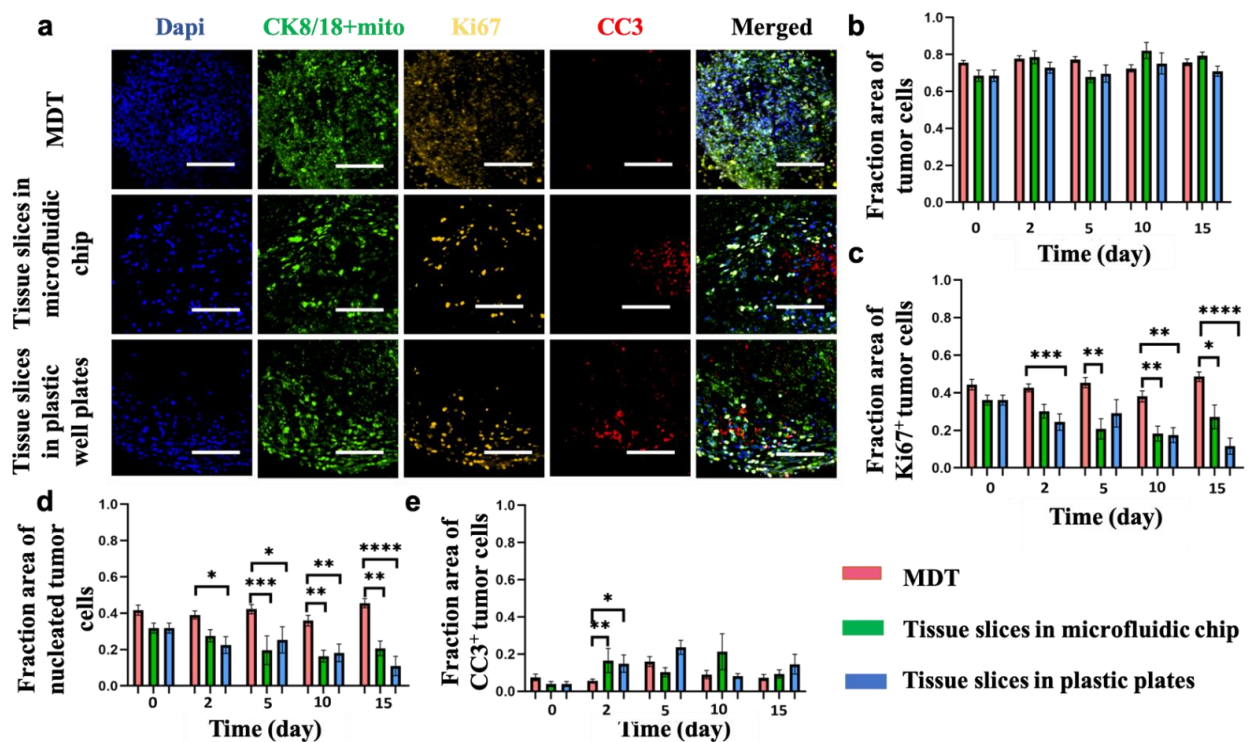 a
Dapi
CK8/18+mito
Ki67
CC3
Merged
MDT
Tissue slices in
microfluidic
chip
Tissue slices
in plastic
well plates
b
Fraction area of
tumor cells
1.0
0.8
0.6
0.4
0.2
0.0
0 2 5 10 15
Time (day)
c
Fraction area of
Ki67+ tumor cells
1.0
0.8
0.6
0.4
0.2
0.0
***
**
**
**
****
*
0 2 5 10 15
Time (day)
d
Fraction area of
nucleated tumor
cells
1.0
0.8
0.6
0.4
0.2
0.0
*
*
***
**
**
****
**
0 2 5 10 15
Time (day)
e
Fraction area of
CC3+ tumor cells
1.0
0.8
0.6
0.4
0.2
0.0
*
**
0 2 5 10 15
Time (day)
MDT
Tissue slices in microfluidic chip
Tissue slices in plastic plates